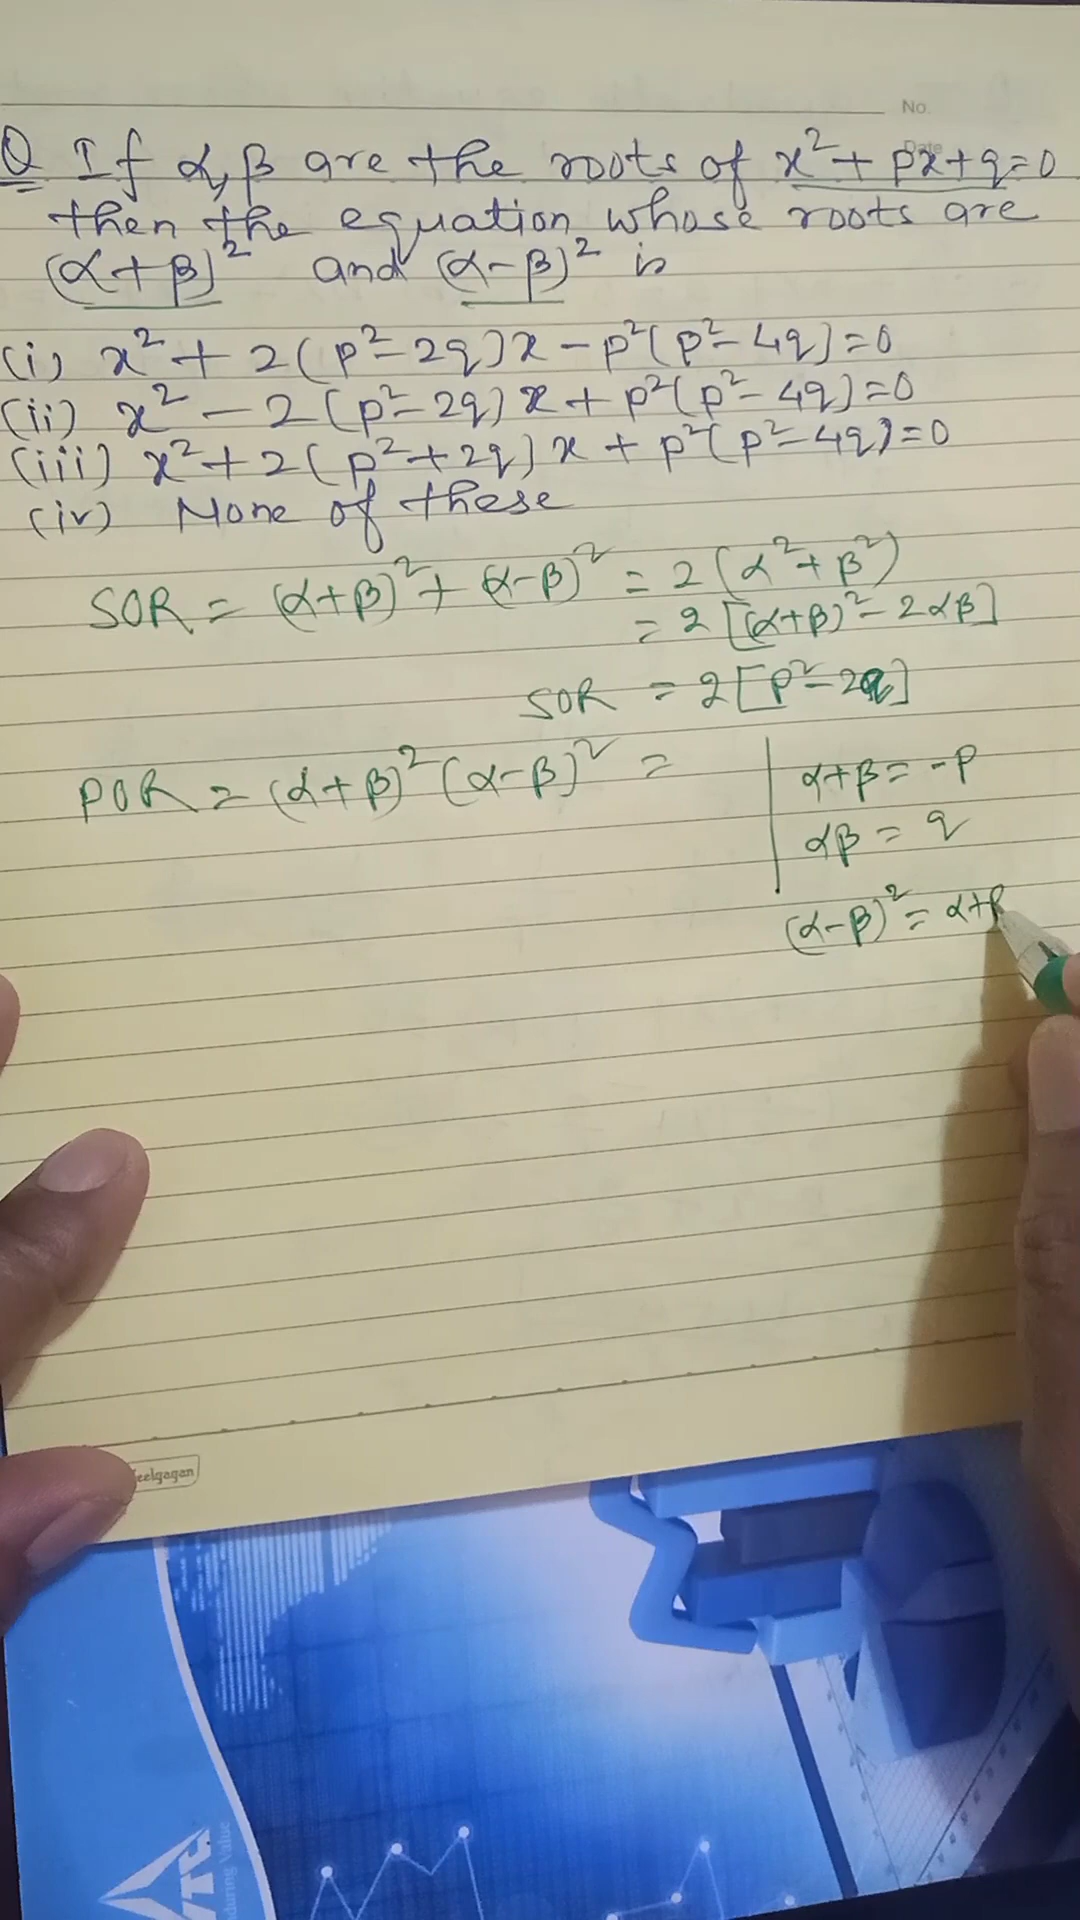 No.
Date
Q If α, β are the roots of x² + px + q = 0
then the equation whose roots are
(α+β)² and (α-β)² is
(i) x² + 2(p²-2q)x - p²(p²-4q)=0
(ii) x² - 2(p²-2q)x + p²(p²-4q)=0
(iii) x² + 2(p²+2q)x + p²(p²-4q)=0
(iv) None of these
SOR = (α+β)² + (α-β)² = 2(α²+β²)
= 2[(α+β)² - 2αβ]
SOR = 2[p²-2q]
POR = (α+β)² (α-β)² =
α+β = -p
αβ = q
(α-β)² = α+β
eelgagan